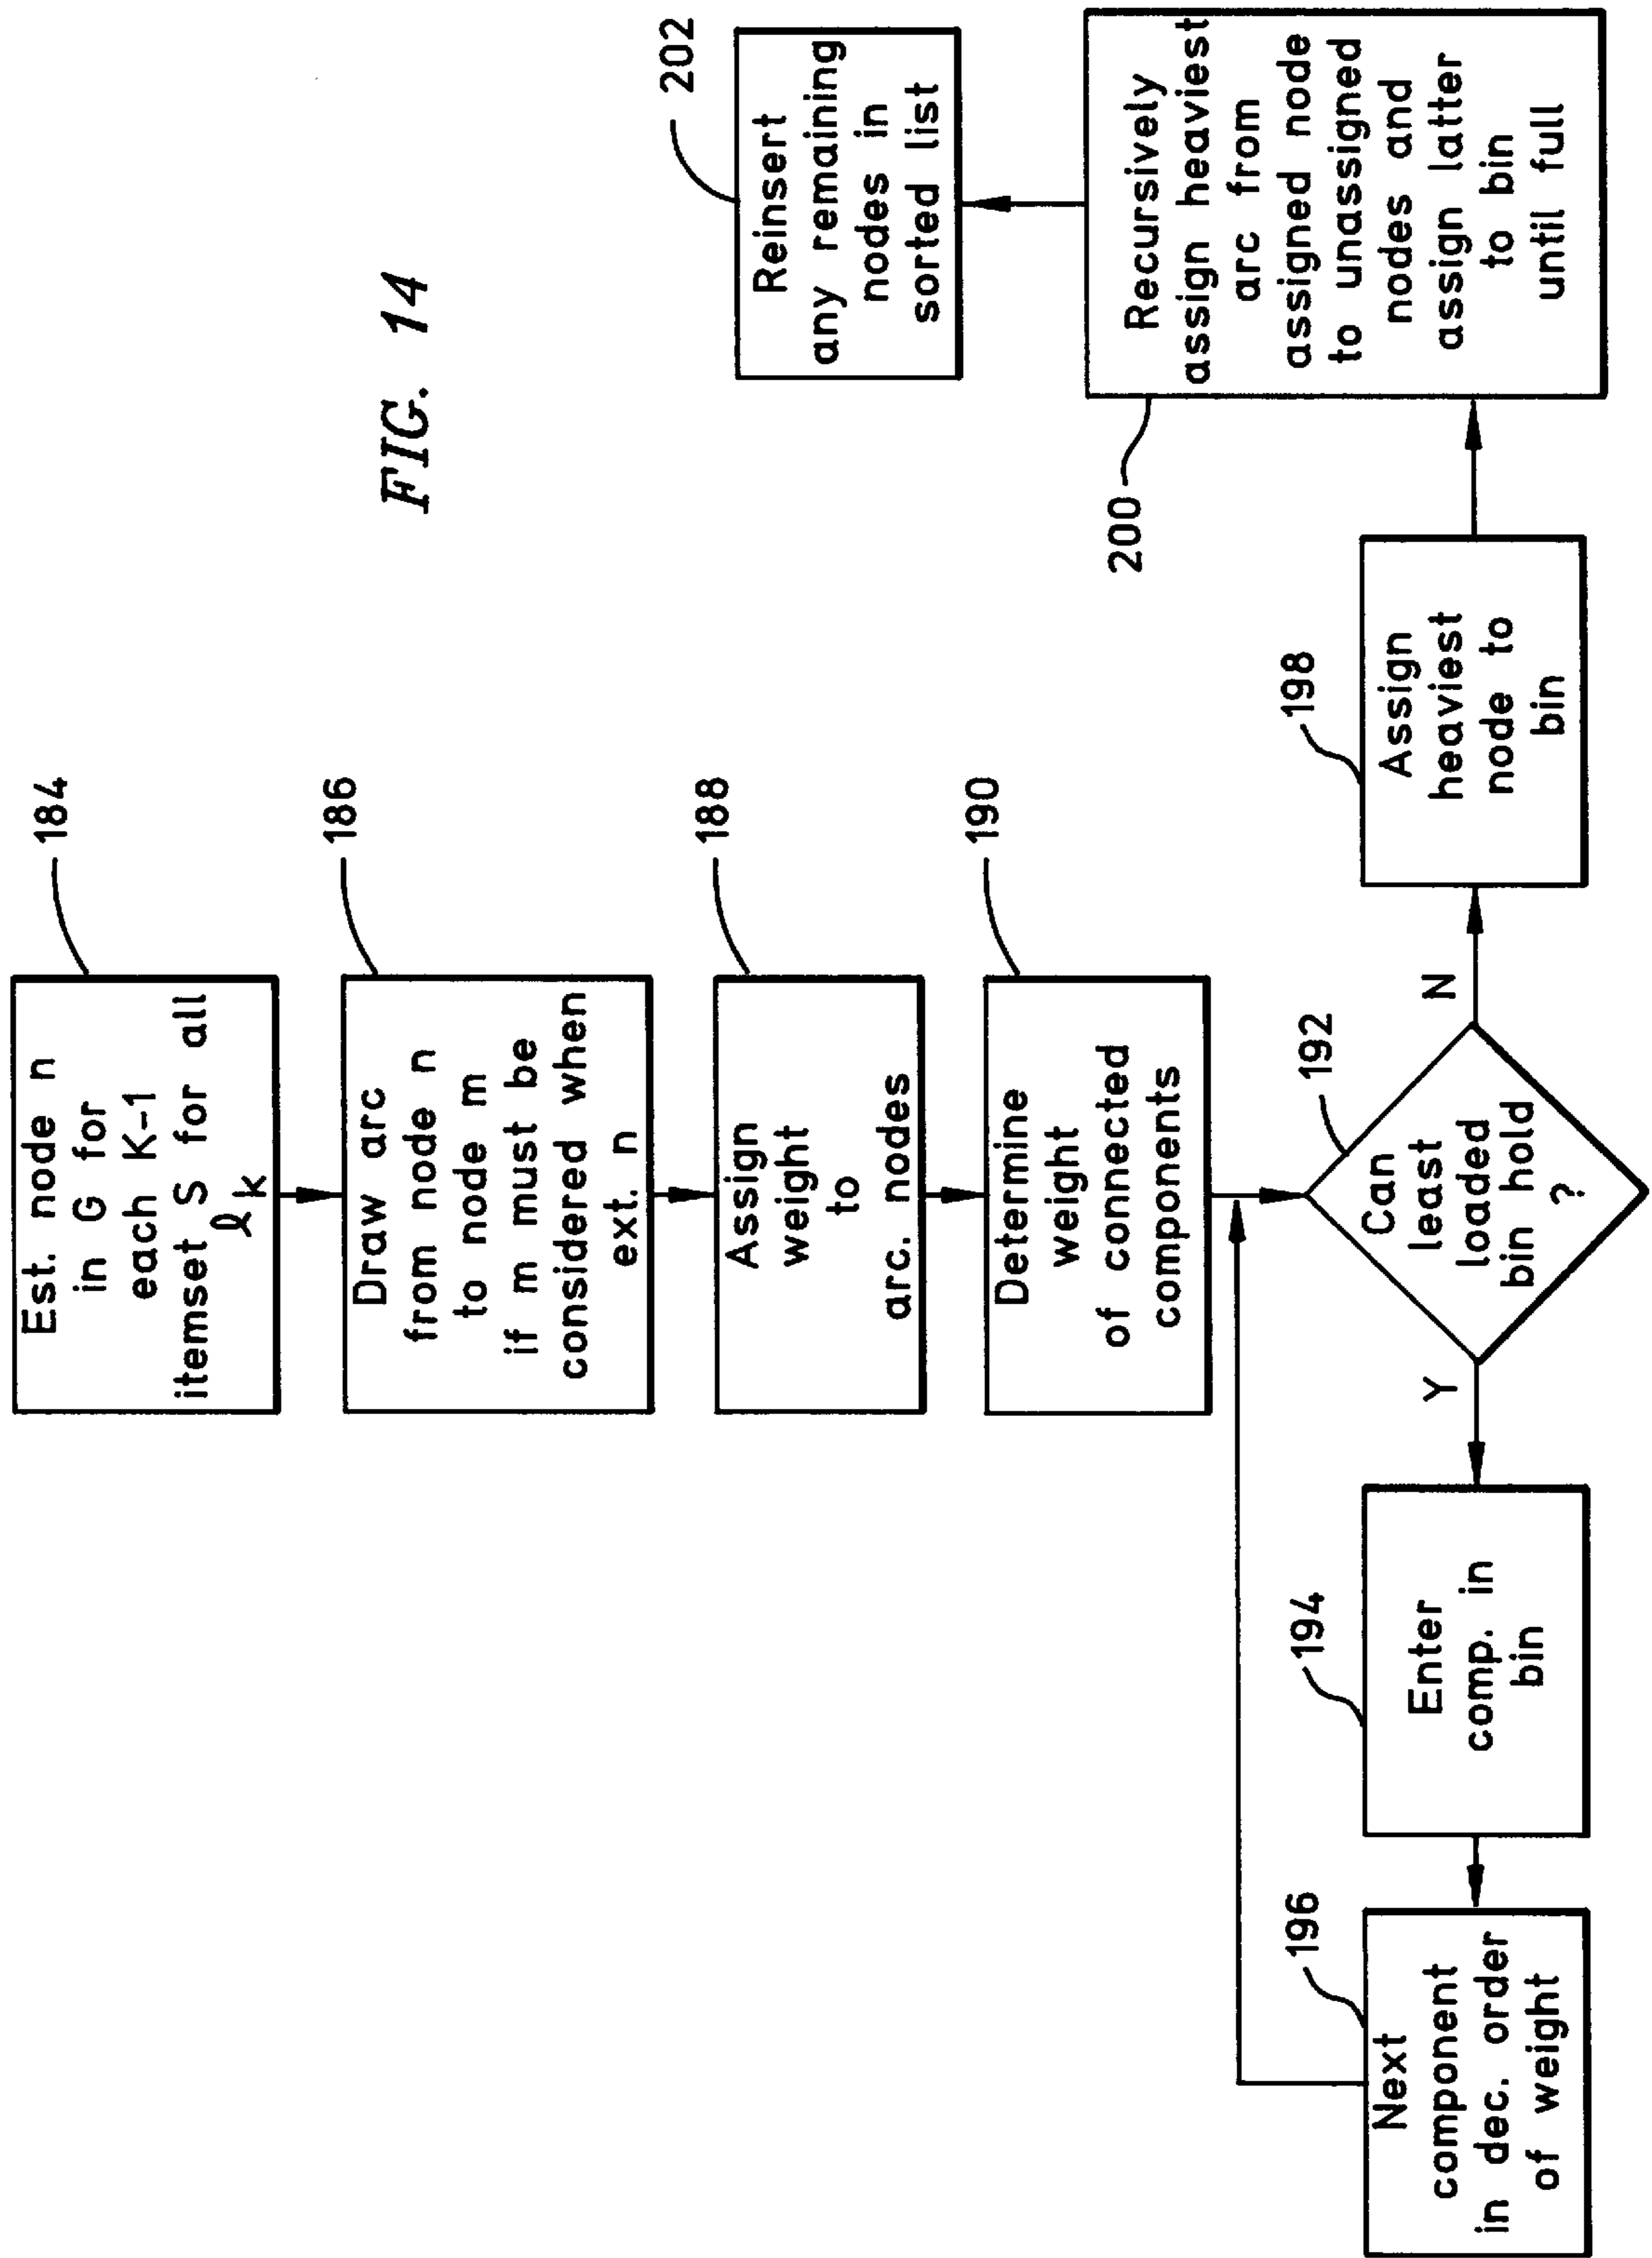 FIG. 14
184
Est. node n
in G for
each K-1
itemset S for all
ℓ k
186
Draw arc
from node n
to node m
if m must be
considered when
ext. n
188
Assign
weight
to
arc. nodes
190
Determine
weight
of connected
components
192
Can
least
loaded
bin hold
?
Y
N
194
Enter
comp. in
bin
196
Next
component
in dec. order
of weight
198
Assign
heaviest
node to
bin
200
Recursively
assign heaviest
arc from
assigned node
to unassigned
nodes and
assign latter
to bin
until full
202
Reinsert
any remaining
nodes in
sorted list